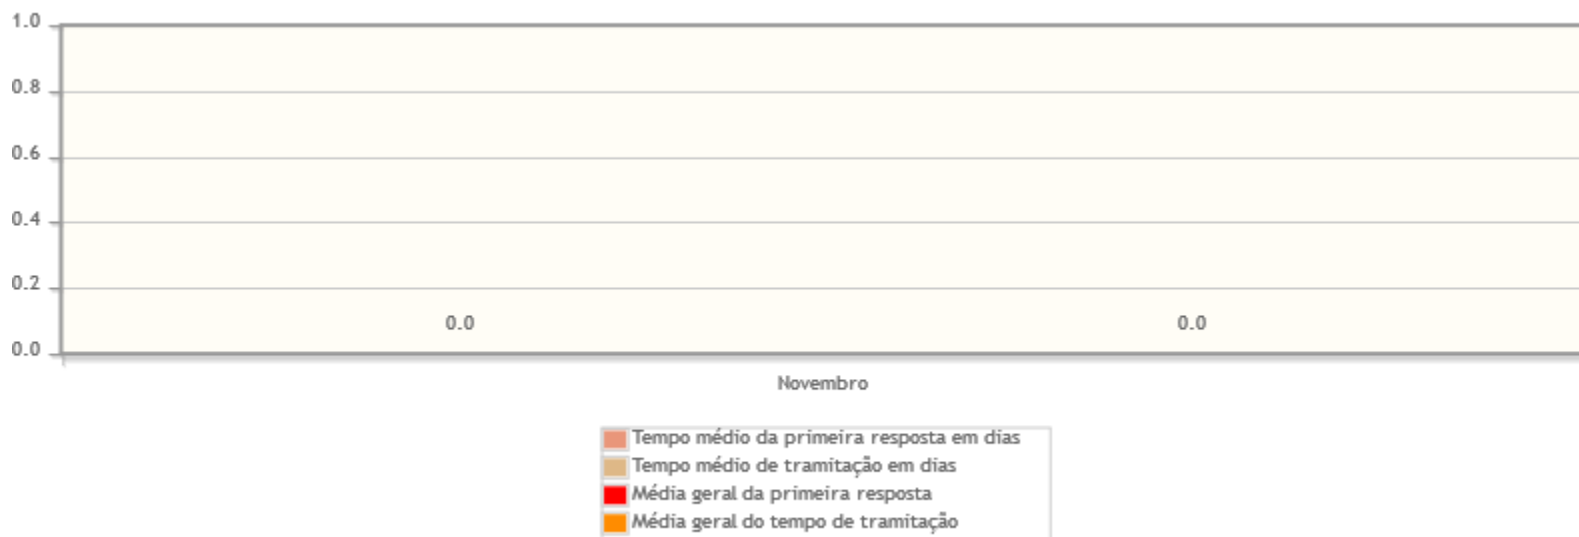 1.0
0.8
0.6
0.4
0.2
0.0
0.0 0.0
Novembro
Tempo médio da primeira resposta em dias
Tempo médio de tramitação em dias
Média geral da primeira resposta
Média geral do tempo de tramitação